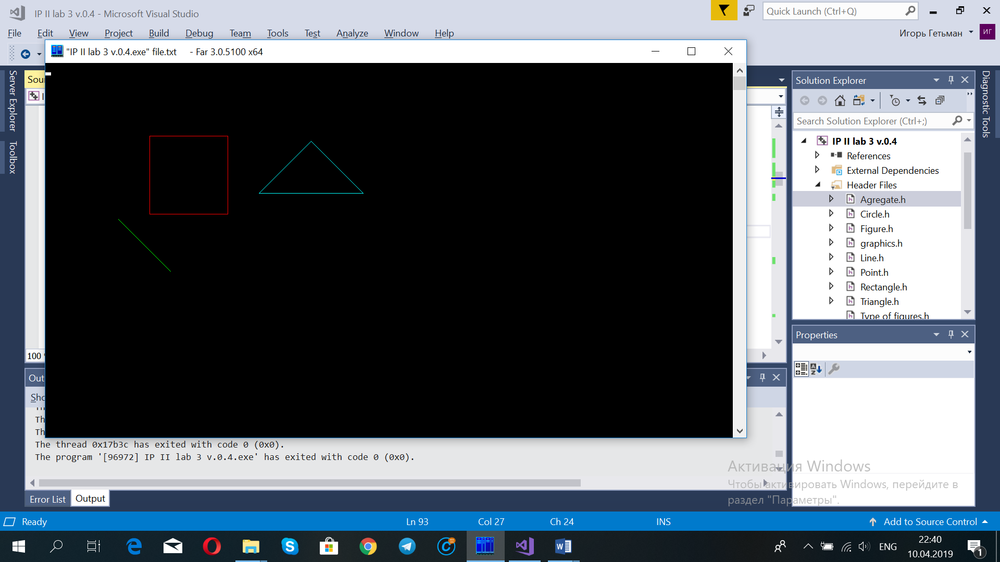 IP II lab 3 v.0.4 - Microsoft Visual Studio
Quick Launch (Ctrl+Q)
File Edit View Project Build Debug Team Tools Test Analyze Window Help
Игорь Гетьман
ИГ
"IP II lab 3 v.0.4.exe" file.txt - Far 3.0.5100 x64
Server Explorer
Toolbox
Solution Explorer
Search Solution Explorer (Ctrl+;)
IP II lab 3 v.0.4
References
External Dependencies
Header Files
Agregate.h
Circle.h
Figure.h
graphics.h
Line.h
Point.h
Rectangle.h
Triangle.h
Type of figures.h
Diagnostic Tools
Properties
100
Out
Sho
Th
Th
The thread 0x17b3c has exited with code 0 (0x0).
The program '[96972] IP II lab 3 v.0.4.exe' has exited with code 0 (0x0).
Error List Output
Активация Windows
Чтобы активировать Windows, перейдите в
раздел "Параметры".
Ready Ln 93 Col 27 Ch 24 INS Add to Source Control
ENG
22:40
10.04.2019
1